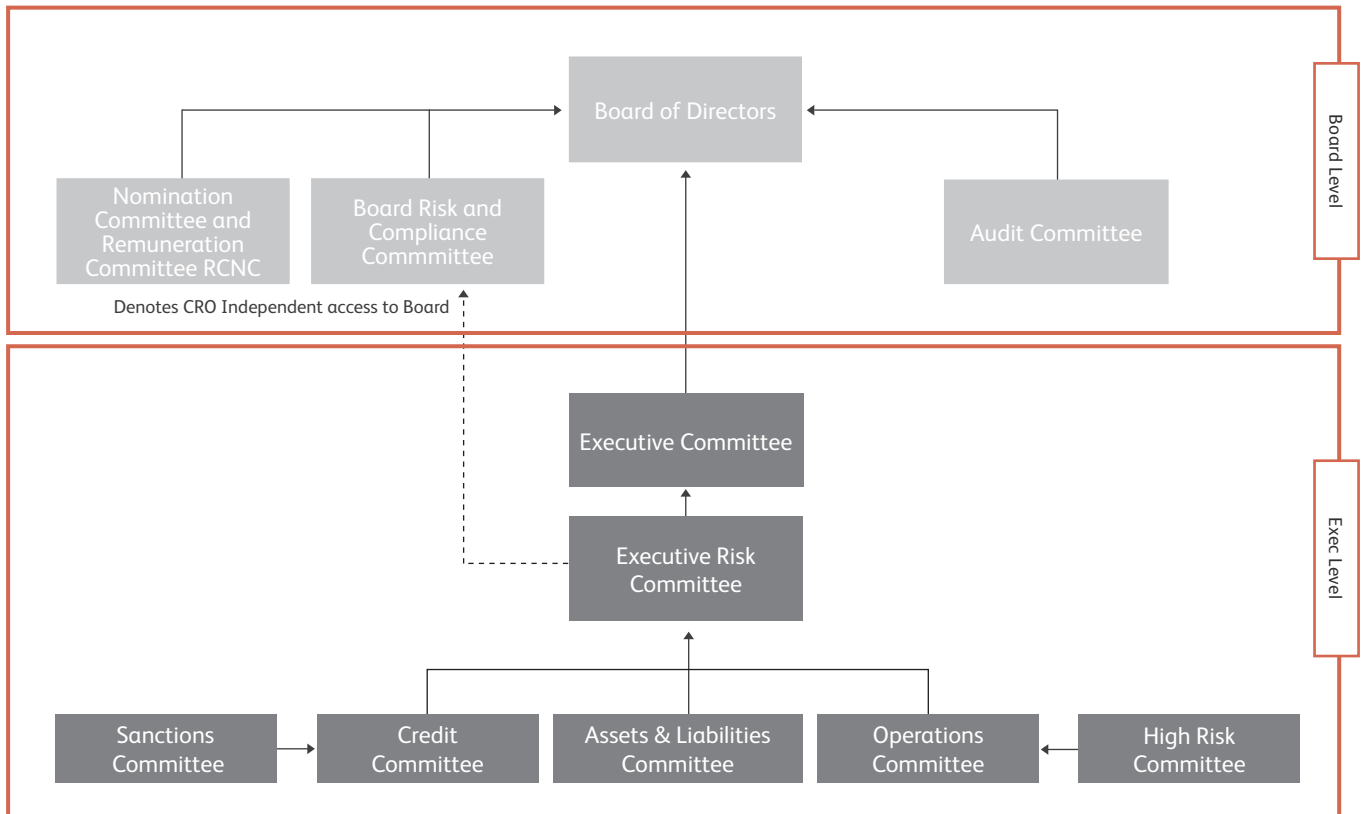 Board of Directors
Board Level
Nomination
Committee and
Remuneration
Committee RCNC
Board Risk and
Compliance
Commmittee
Audit Committee
Denotes CRO Independent access to Board
Executive Committee
Exec Level
Executive Risk
Committee
Sanctions
Committee
Credit
Committee
Assets & Liabilities
Committee
Operations
Committee
High Risk
Committee